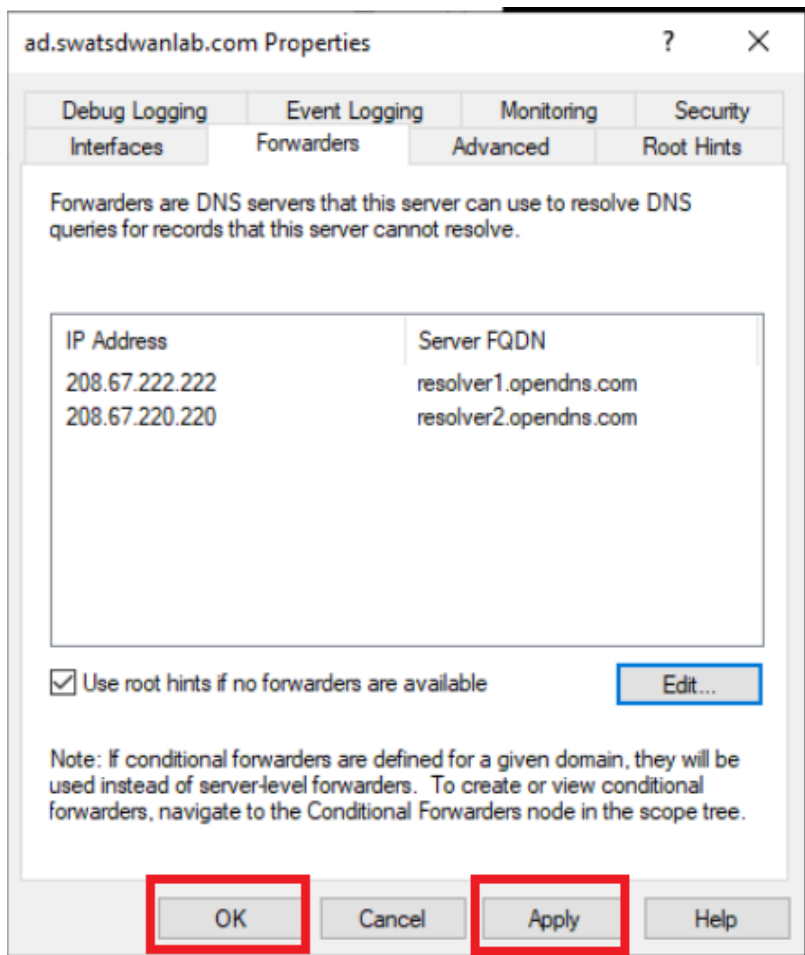 ad.swatsdwanlab.com Properties ? ×
Debug Logging Event Logging Monitoring Security
Interfaces Forwarders Advanced Root Hints
Forwarders are DNS servers that this server can use to resolve DNS
queries for records that this server cannot resolve.
IP Address Server FQDN
208.67.222.222 resolver1.opendns.com
208.67.220.220 resolver2.opendns.com
Use root hints if no forwarders are available Edit...
Note: If conditional forwarders are defined for a given domain, they will be
used instead of server-level forwarders. To create or view conditional
forwarders, navigate to the Conditional Forwarders node in the scope tree.
OK Cancel Apply Help